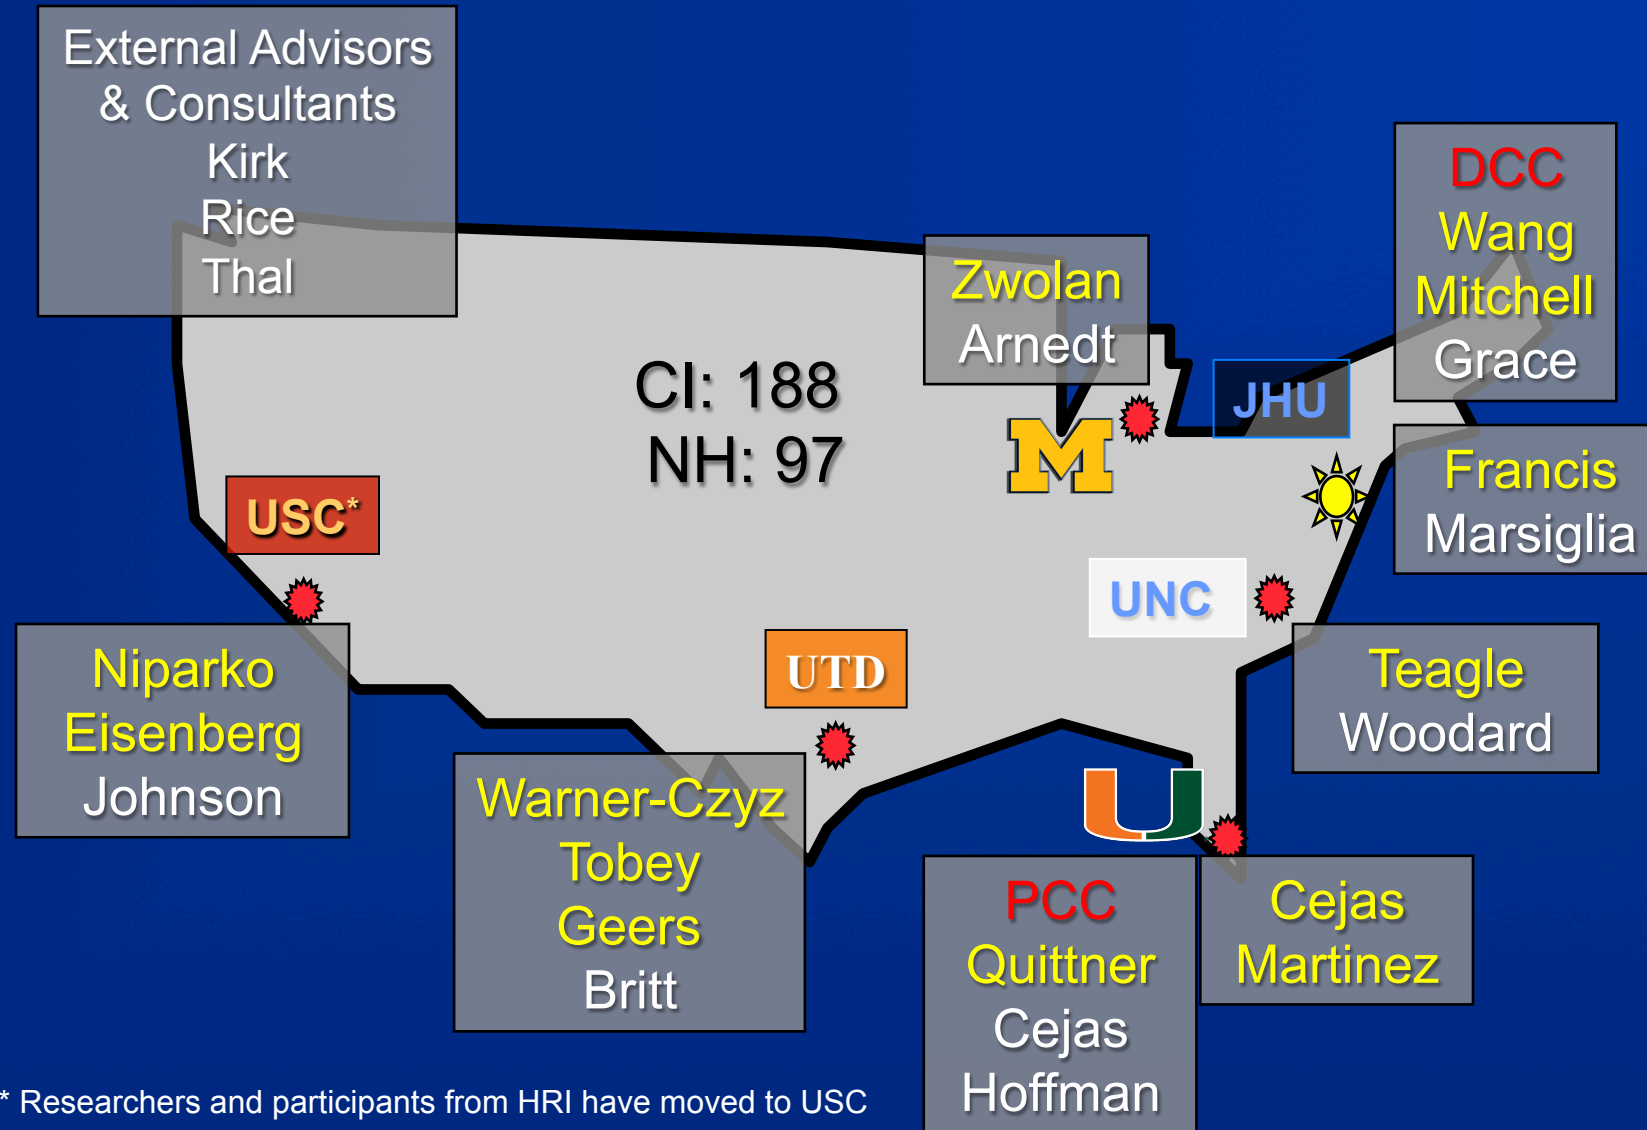 External Advisors
& Consultants
Kirk
Rice
Thal
DCC
Wang
Mitchell
Grace
Zwolan
Arnedt
CI: 188
NH: 97
JHU
M
Francis
Marsiglia
USC*
UNC
Niparko
Eisenberg
Johnson
UTD
Teagle
Woodard
Warner-Czyz
Tobey
Geers
Britt
U
PCC
Quittner
Cejas
Hoffman
Cejas
Martinez
* Researchers and participants from HRI have moved to USC